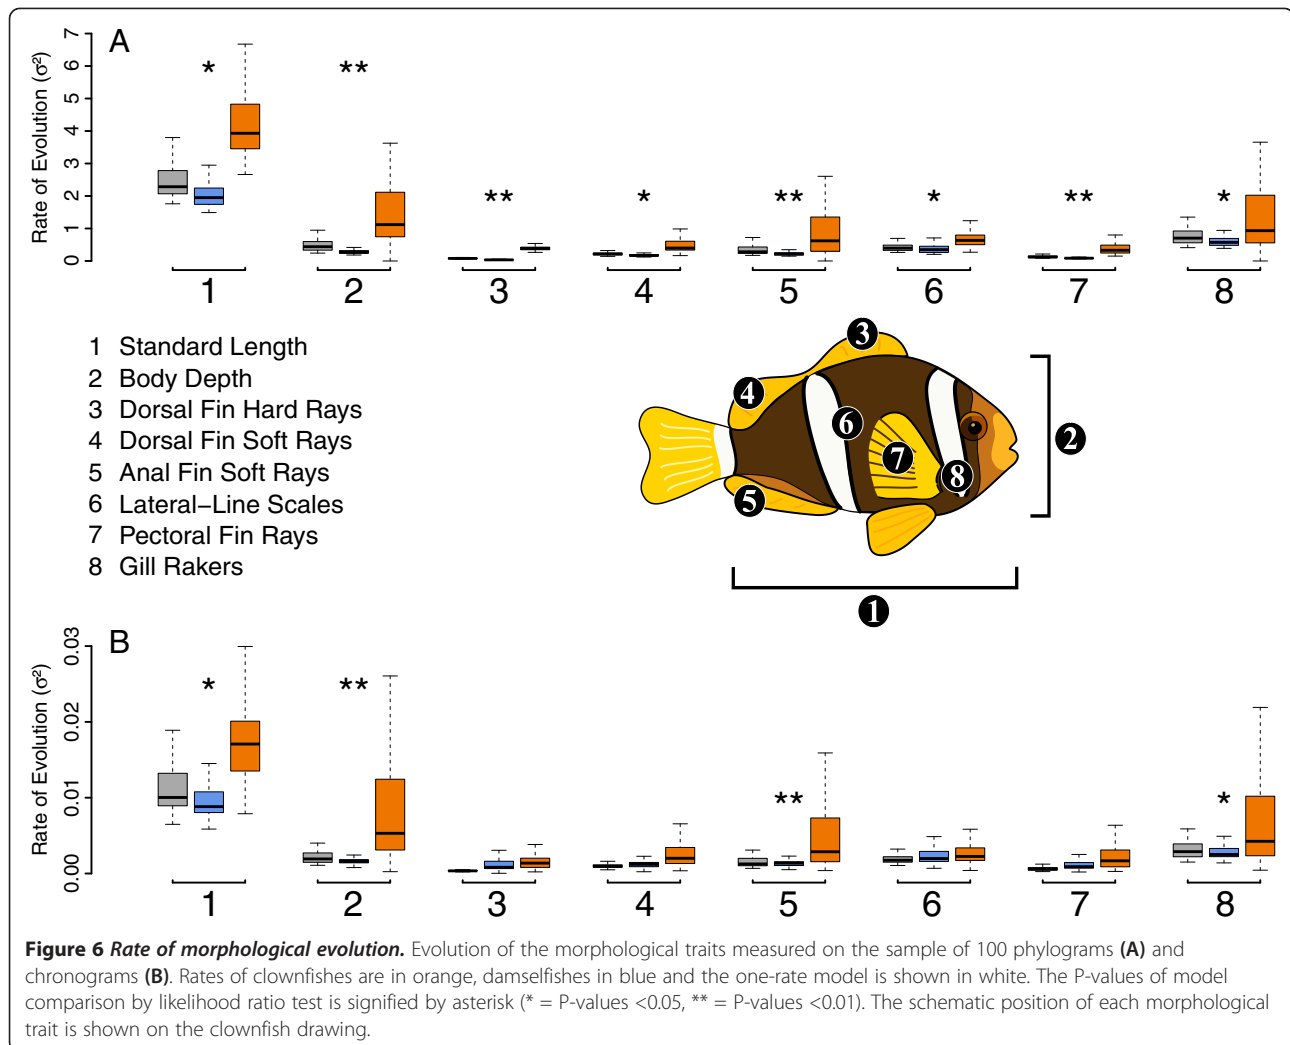 A
7
6
5
4
3
2
1
0
Rate of Evolution (σ²)
* ** ** * ** * ** *
1 2 3 4 5 6 7 8
1 Standard Length
2 Body Depth
3 Dorsal Fin Hard Rays
4 Dorsal Fin Soft Rays
5 Anal Fin Soft Rays
6 Lateral–Line Scales
7 Pectoral Fin Rays
8 Gill Rakers
3
4
6
2
7
8
5
1
B
0.03
0.02
0.01
0.00
Rate of Evolution (σ²)
* ** ** *
1 2 3 4 5 6 7 8
Figure 6 Rate of morphological evolution. Evolution of the morphological traits measured on the sample of 100 phylograms (A) and
chronograms (B). Rates of clownfishes are in orange, damselfishes in blue and the one-rate model is shown in white. The P-values of model
comparison by likelihood ratio test is signified by asterisk (* = P-values <0.05, ** = P-values <0.01). The schematic position of each morphological
trait is shown on the clownfish drawing.